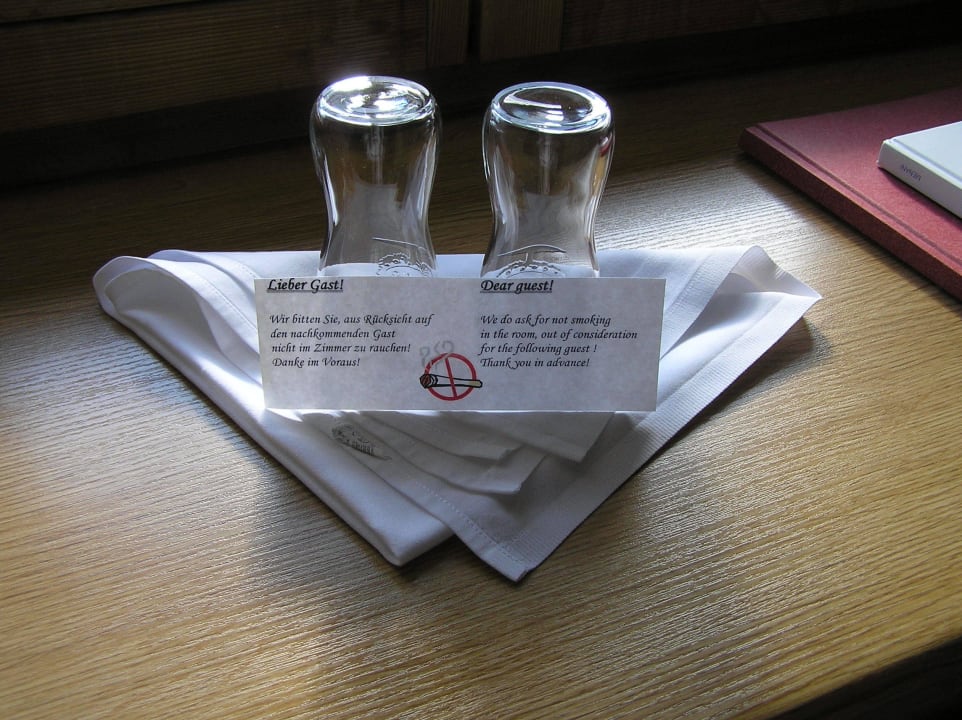 Lieber Gast!
Wir bitten Sie, aus Rücksicht auf
den nachkommenden Gast
nicht im Zimmer zu rauchen!
Danke im Voraus!
Dear guest!
We do ask for not smoking
in the room, out of consideration
for the following guest !
Thank you in advance!